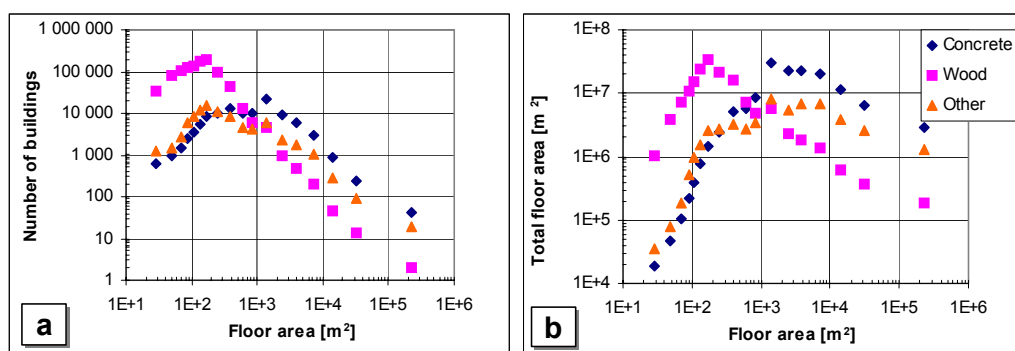 1 000 000
100 000
10 000
1 000
100
10
1
Number of buildings
1E+1 1E+2 1E+3 1E+4 1E+5 1E+6
Floor area [m²]
a
1E+8
1E+7
1E+6
1E+5
1E+4
Total floor area [m ²]
Concrete
Wood
Other
1E+1 1E+2 1E+3 1E+4 1E+5 1E+6
Floor area [m²]
b